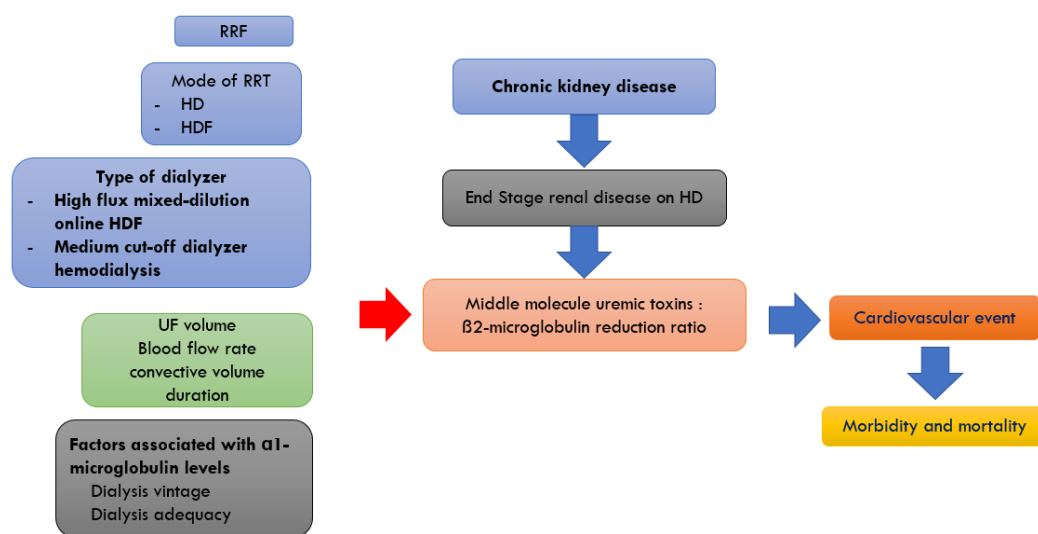 RRF
Mode of RRT
- HD
- HDF
Type of dialyzer
- High flux mixed-dilution
online HDF
- Medium cut-off dialyzer
hemodialysis
UF volume
Blood flow rate
convective volume
duration
Factors associated with α1-
microglobulin levels
Dialysis vintage
Dialysis adequacy
Chronic kidney disease
End Stage renal disease on HD
Middle molecule uremic toxins :
ß2-microglobulin reduction ratio
Cardiovascular event
Morbidity and mortality